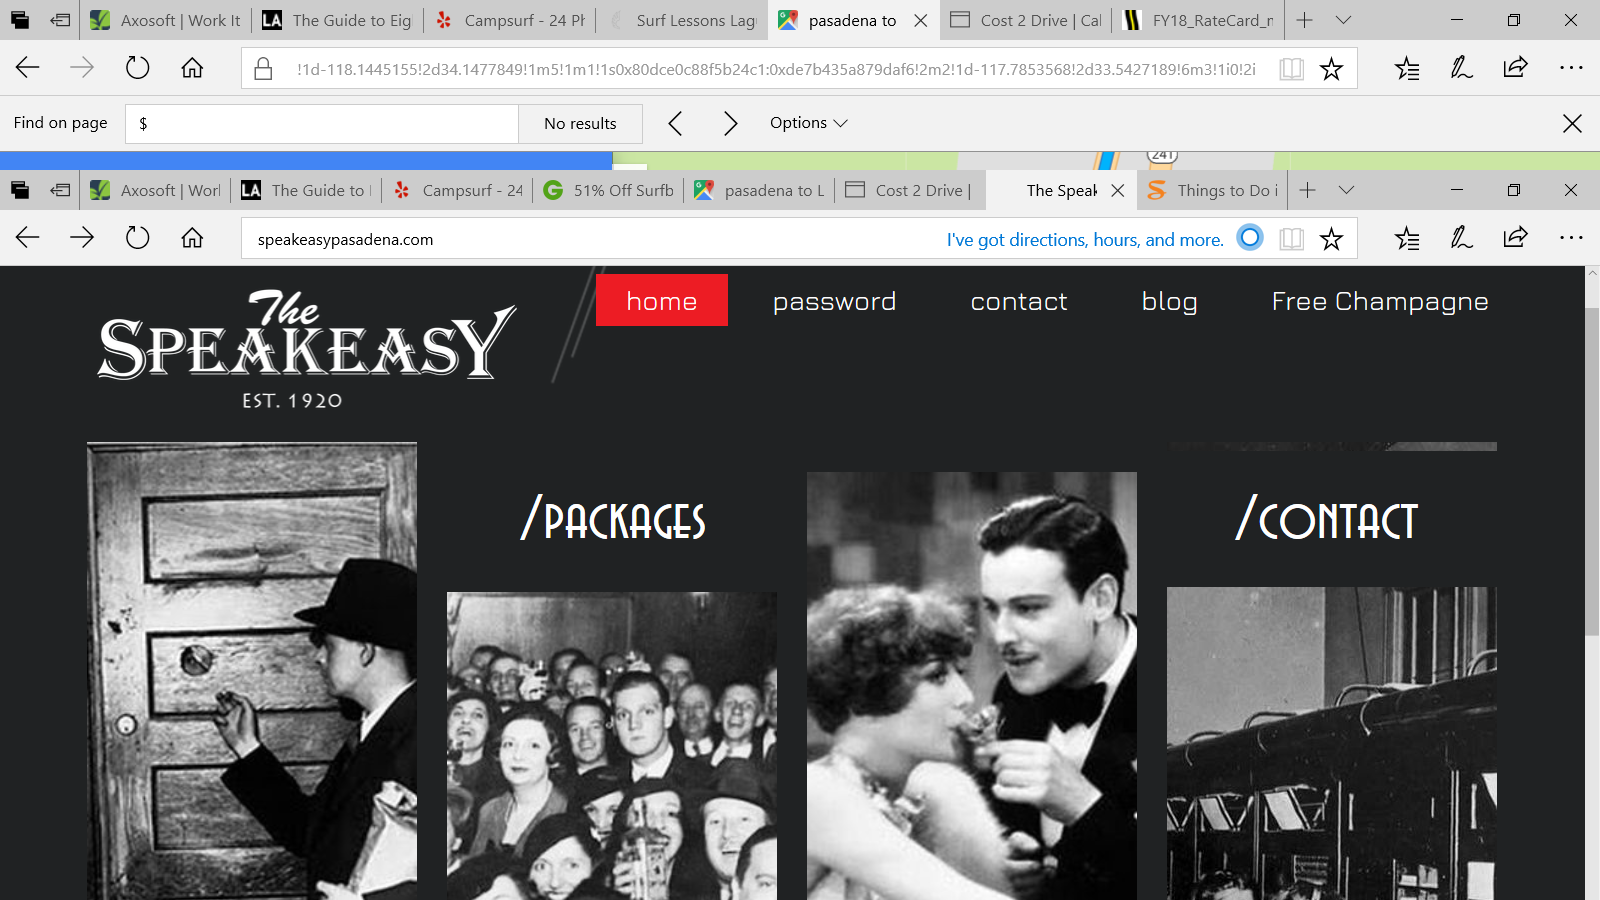 Axosoft | Work It
The Guide to Eig
Campsurf - 24 Ph
Surf Lessons Lag
pasadena to
Cost 2 Drive | Cal
FY18_RateCard_n
!1d-118.1445155!2d34.1477849!1m5!1m1!1s0x80dce0c88f5b24c1:0xde7b435a879daf6!2m2!1d-117.7853568!2d33.5427189!6m3!1i0!2i
Find on page
$
No results
Options
241
Axosoft | Worl
LA
The Guide to
Campsurf - 24
51% Off Surfb
pasadena to L
Cost 2 Drive |
The Speak
Things to Do i
speakeasypasadena.com
I've got directions, hours, and more.
The
SPEAKEASY
EST. 1920
home
password
contact
blog
Free Champagne
/PACKAGES
/CONTACT